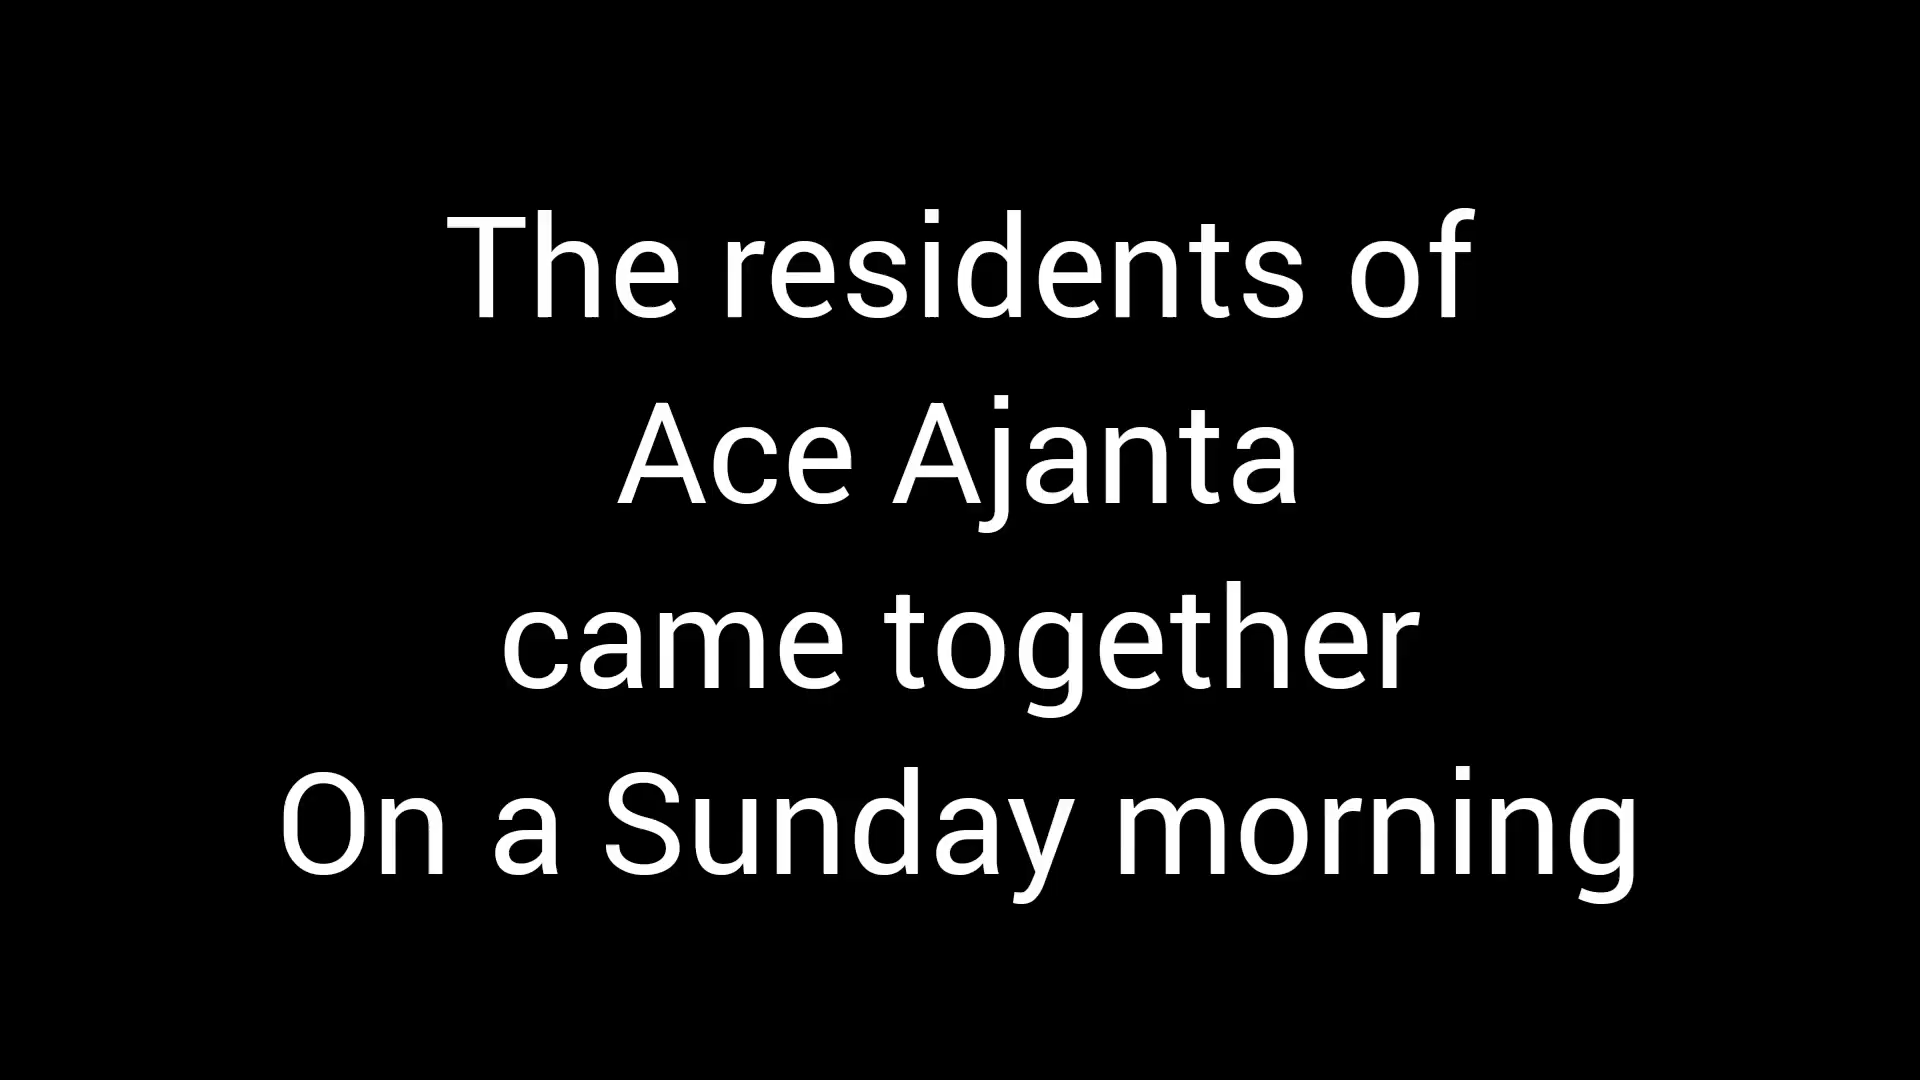 The residents of
Ace Ajanta
came together
On a Sunday morning